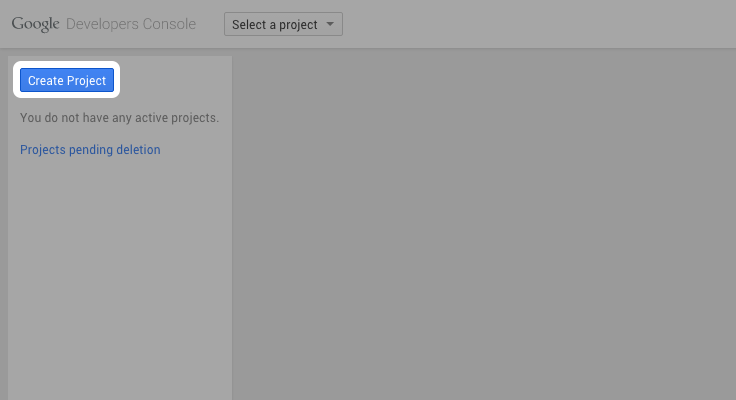 Google Developers Console
Select a project
Create Project
You do not have any active projects.
Projects pending deletion